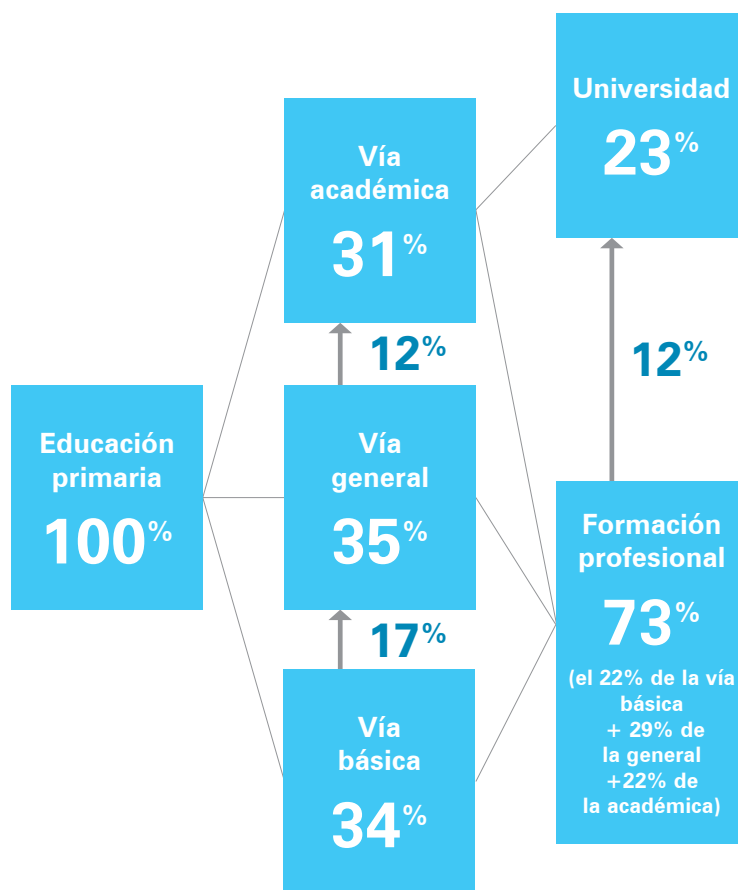 Educación
primaria
100%
Vía
académica
31%
12%
Vía
general
35%
17%
Vía
básica
34%
Universidad
23%
12%
Formación
profesional
73%
(el 22% de la vía
básica
+ 29% de
la general
+22% de
la académica)